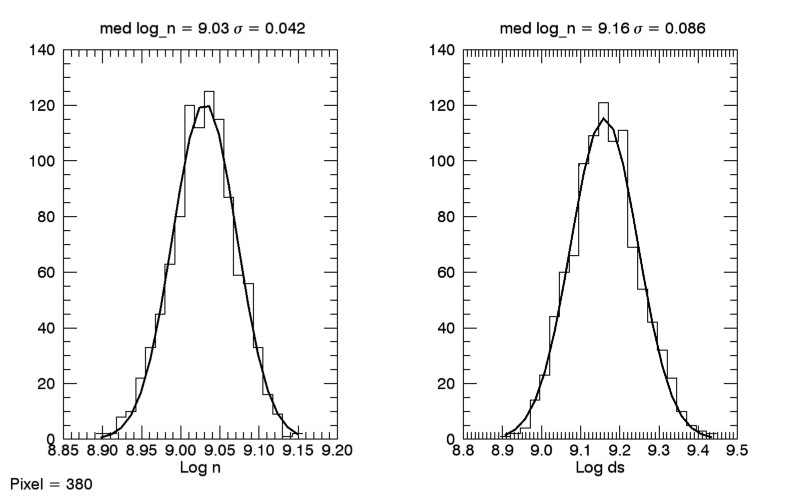 med log_n = 9.03 σ = 0.042
140
120
100
80
60
40
20
0
8.85 8.90 8.95 9.00 9.05 9.10 9.15 9.20
Log n
med log_n = 9.16 σ = 0.086
140
120
100
80
60
40
20
0
8.8 8.9 9.0 9.1 9.2 9.3 9.4 9.5
Log ds
Pixel = 380